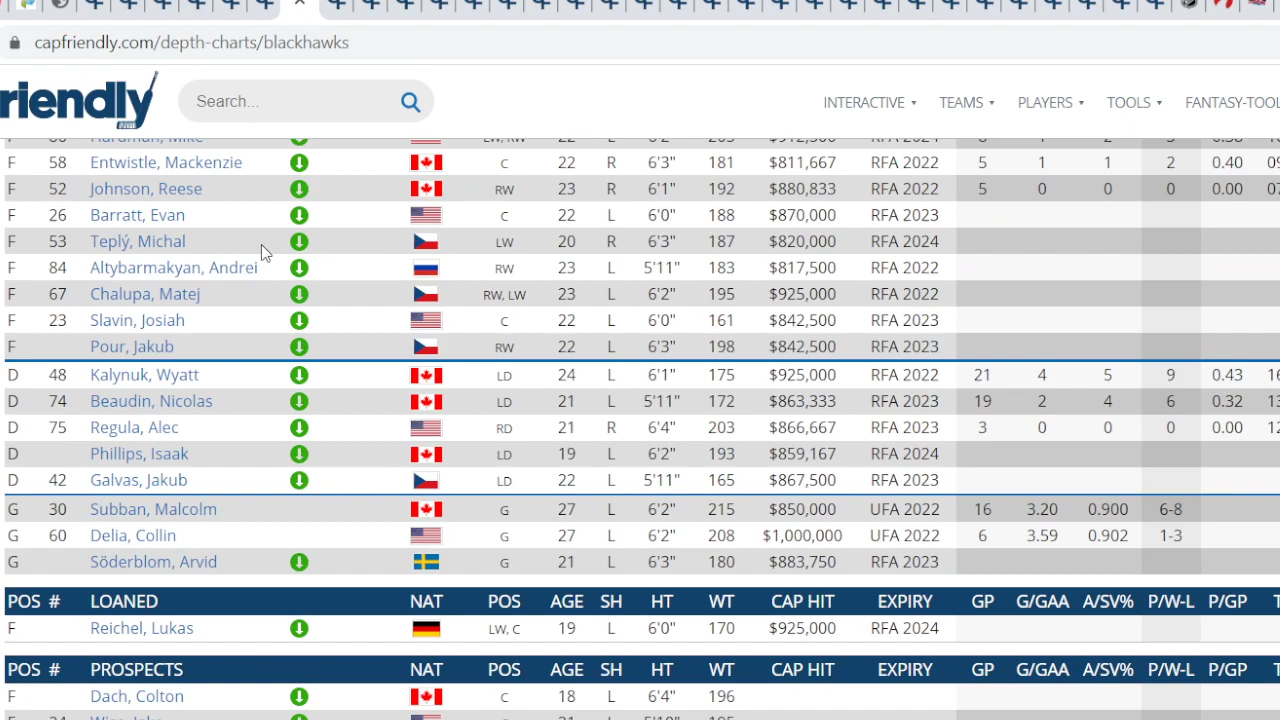 capfriendly.com/depth-charts/blackhawks
riendly Search... INTERACTIVE TEAMS PLAYERS TOOLS FANTASY-TOOL
F 58 Entwistle, Mackenzie C 22 R 6'3" 181 $811,667 RFA 2022 5 1 1 2 0.40
F 52 Johnson, Reese RW 23 R 6'1" 192 $880,833 RFA 2022 5 0 0 0 0.00
F 26 Barratt, Evan C 22 L 6'0" 188 $870,000 RFA 2023
F 53 Teplý, Michal LW 20 R 6'3" 187 $820,000 RFA 2024
F 84 Altybarmakyan, Andrei RW 23 L 5'11" 183 $817,500 RFA 2022
F 67 Chalupa, Matej RW, LW 23 L 6'2" 195 $925,000 RFA 2022
F 23 Slavin, Josiah C 22 L 6'0" 161 $842,500 RFA 2023
F Pour, Jakub RW 22 L 6'3" 198 $842,500 RFA 2023
D 48 Kalynuk, Wyatt LD 24 L 6'1" 175 $925,000 RFA 2022 21 4 5 9 0.43
D 74 Beaudin, Nicolas LD 21 L 5'11" 172 $863,333 RFA 2023 19 2 4 6 0.32
D 75 Regula, Alec RD 21 R 6'4" 203 $866,667 RFA 2023 3 0 0 0 0.00
D Phillips, Isaak LD 19 L 6'2" 193 $859,167 RFA 2024
D 42 Galvas, Jakub LD 22 L 5'11" 165 $867,500 RFA 2023
G 30 Subban, Malcolm G 27 L 6'2" 215 $850,000 UFA 2022 16 3.20 0.900 6-8
G 60 Delia, Collin G 27 L 6'2" 208 $1,000,000 UFA 2022 6 3.59 0.902 1-3
G Söderblom, Arvid G 21 L 6'3" 180 $883,750 RFA 2023
POS # LOANED NAT POS AGE SH HT WT CAP HIT EXPIRY GP G/GAA A/SV% P/W-L P/GP
F Reichel, Lukas LW, C 19 L 6'0" 170 $925,000 RFA 2024
POS # PROSPECTS NAT POS AGE SH HT WT CAP HIT EXPIRY GP G/GAA A/SV% P/W-L P/GP
F Dach, Colton C 18 L 6'4" 196